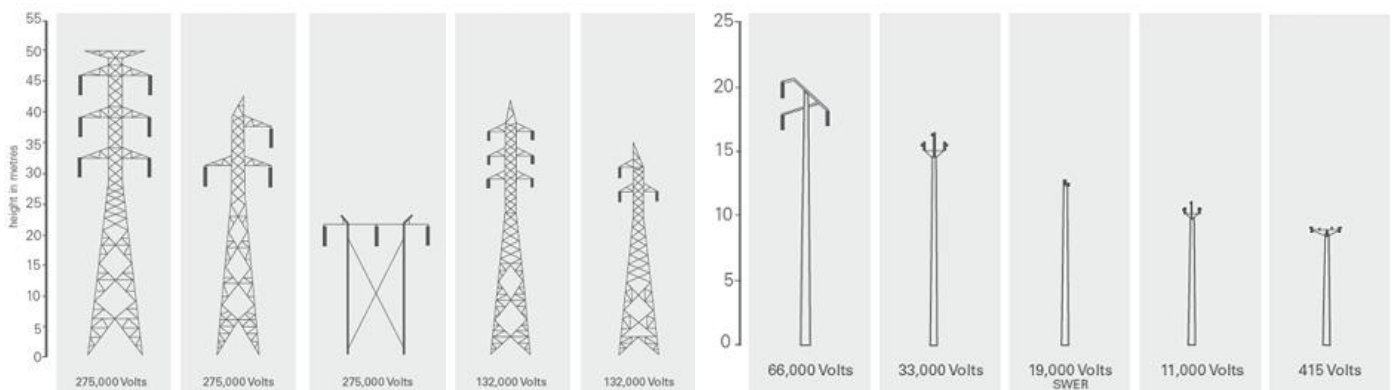 55
50
45
40
35
30
25
20
15
10
5
0
height in metres
275,000 Volts
275,000 Volts
275,000 Volts
132,000 Volts
132,000 Volts
25
20
15
10
5
0
66,000 Volts
33,000 Volts
19,000 Volts
SWER
11,000 Volts
415 Volts